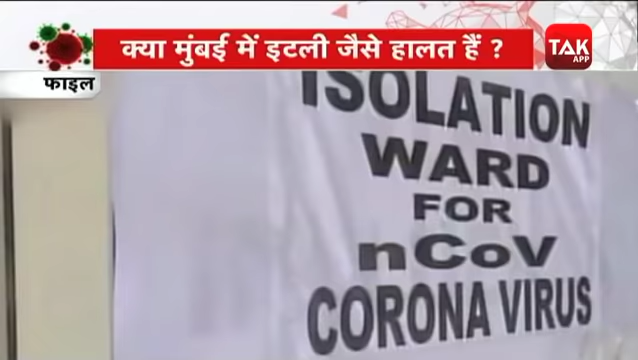 क्या मुंबई में इटली जैसे हालत हैं ?
TAK
APP
फाइल
ISOLATION
WARD
FOR
nCoV
CORONA VIRUS